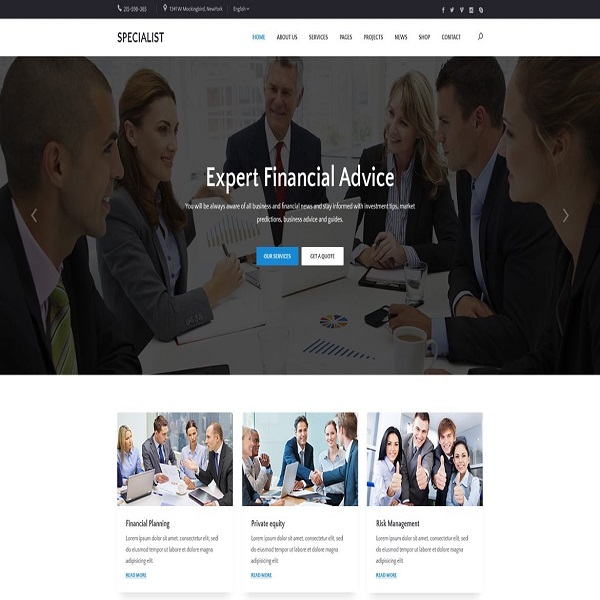 215-098-265 1341 W Mockingbird, NewYork English
SPECIALIST HOME ABOUT US SERVICES PAGES PROJECTS NEWS SHOP CONTACT
Expert Financial Advice
You will be always aware of all business and financial news and stay informed with investment tips, market
predictions, business advice and guides.
OUR SERVICES GET A QUOTE
Financial Planning Private equity Risk Management
Lorem ipsum dolor sit amet, consectetur elit, sed Lorem ipsum dolor sit amet, consectetur elit, sed Lorem ipsum dolor sit amet, consectetur elit, sed
do eiusmod tempor ut labore et dolore magna do eiusmod tempor ut labore et dolore magna do eiusmod tempor ut labore et dolore magna
adipisicing elit adipisicing elit adipisicing elit
READ MORE READ MORE READ MORE